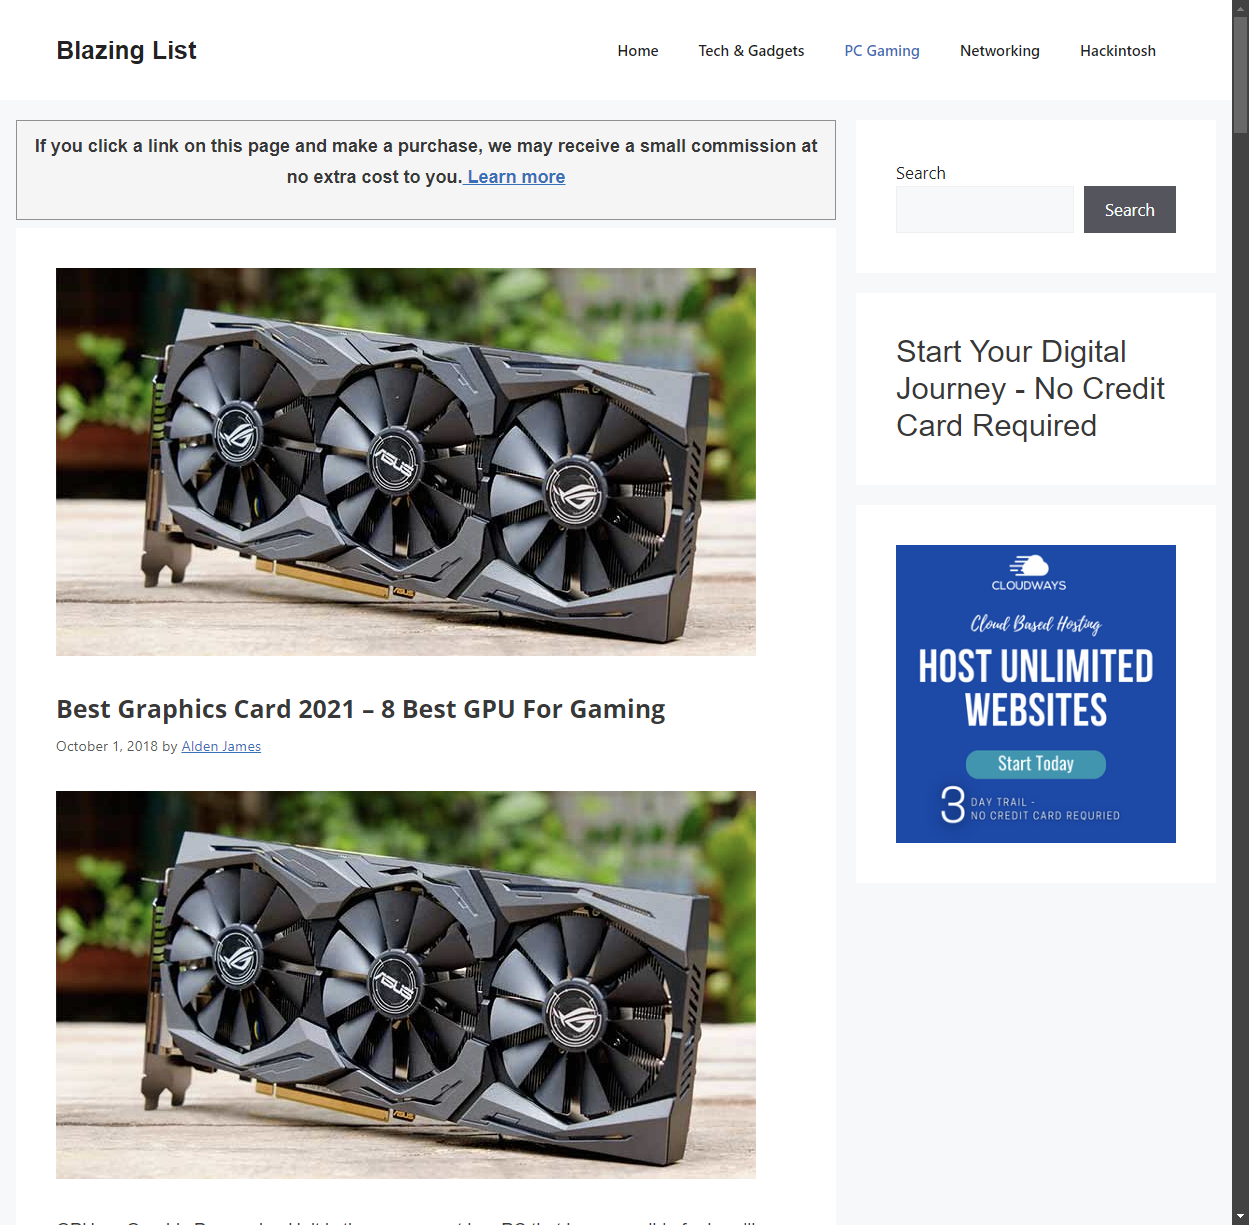 Blazing List
Home
Tech & Gadgets
PC Gaming
Networking
Hackintosh
If you click a link on this page and make a purchase, we may receive a small commission at
no extra cost to you. Learn more
ASUS
Best Graphics Card 2021 – 8 Best GPU For Gaming
October 1, 2018 by Alden James
ASUS
Search
Search
Start Your Digital
Journey - No Credit
Card Required
CLOUDWAYS
Cloud Based Hosting
HOST UNLIMITED
WEBSITES
Start Today
3 DAY TRAIL -
NO CREDIT CARD REQURIED